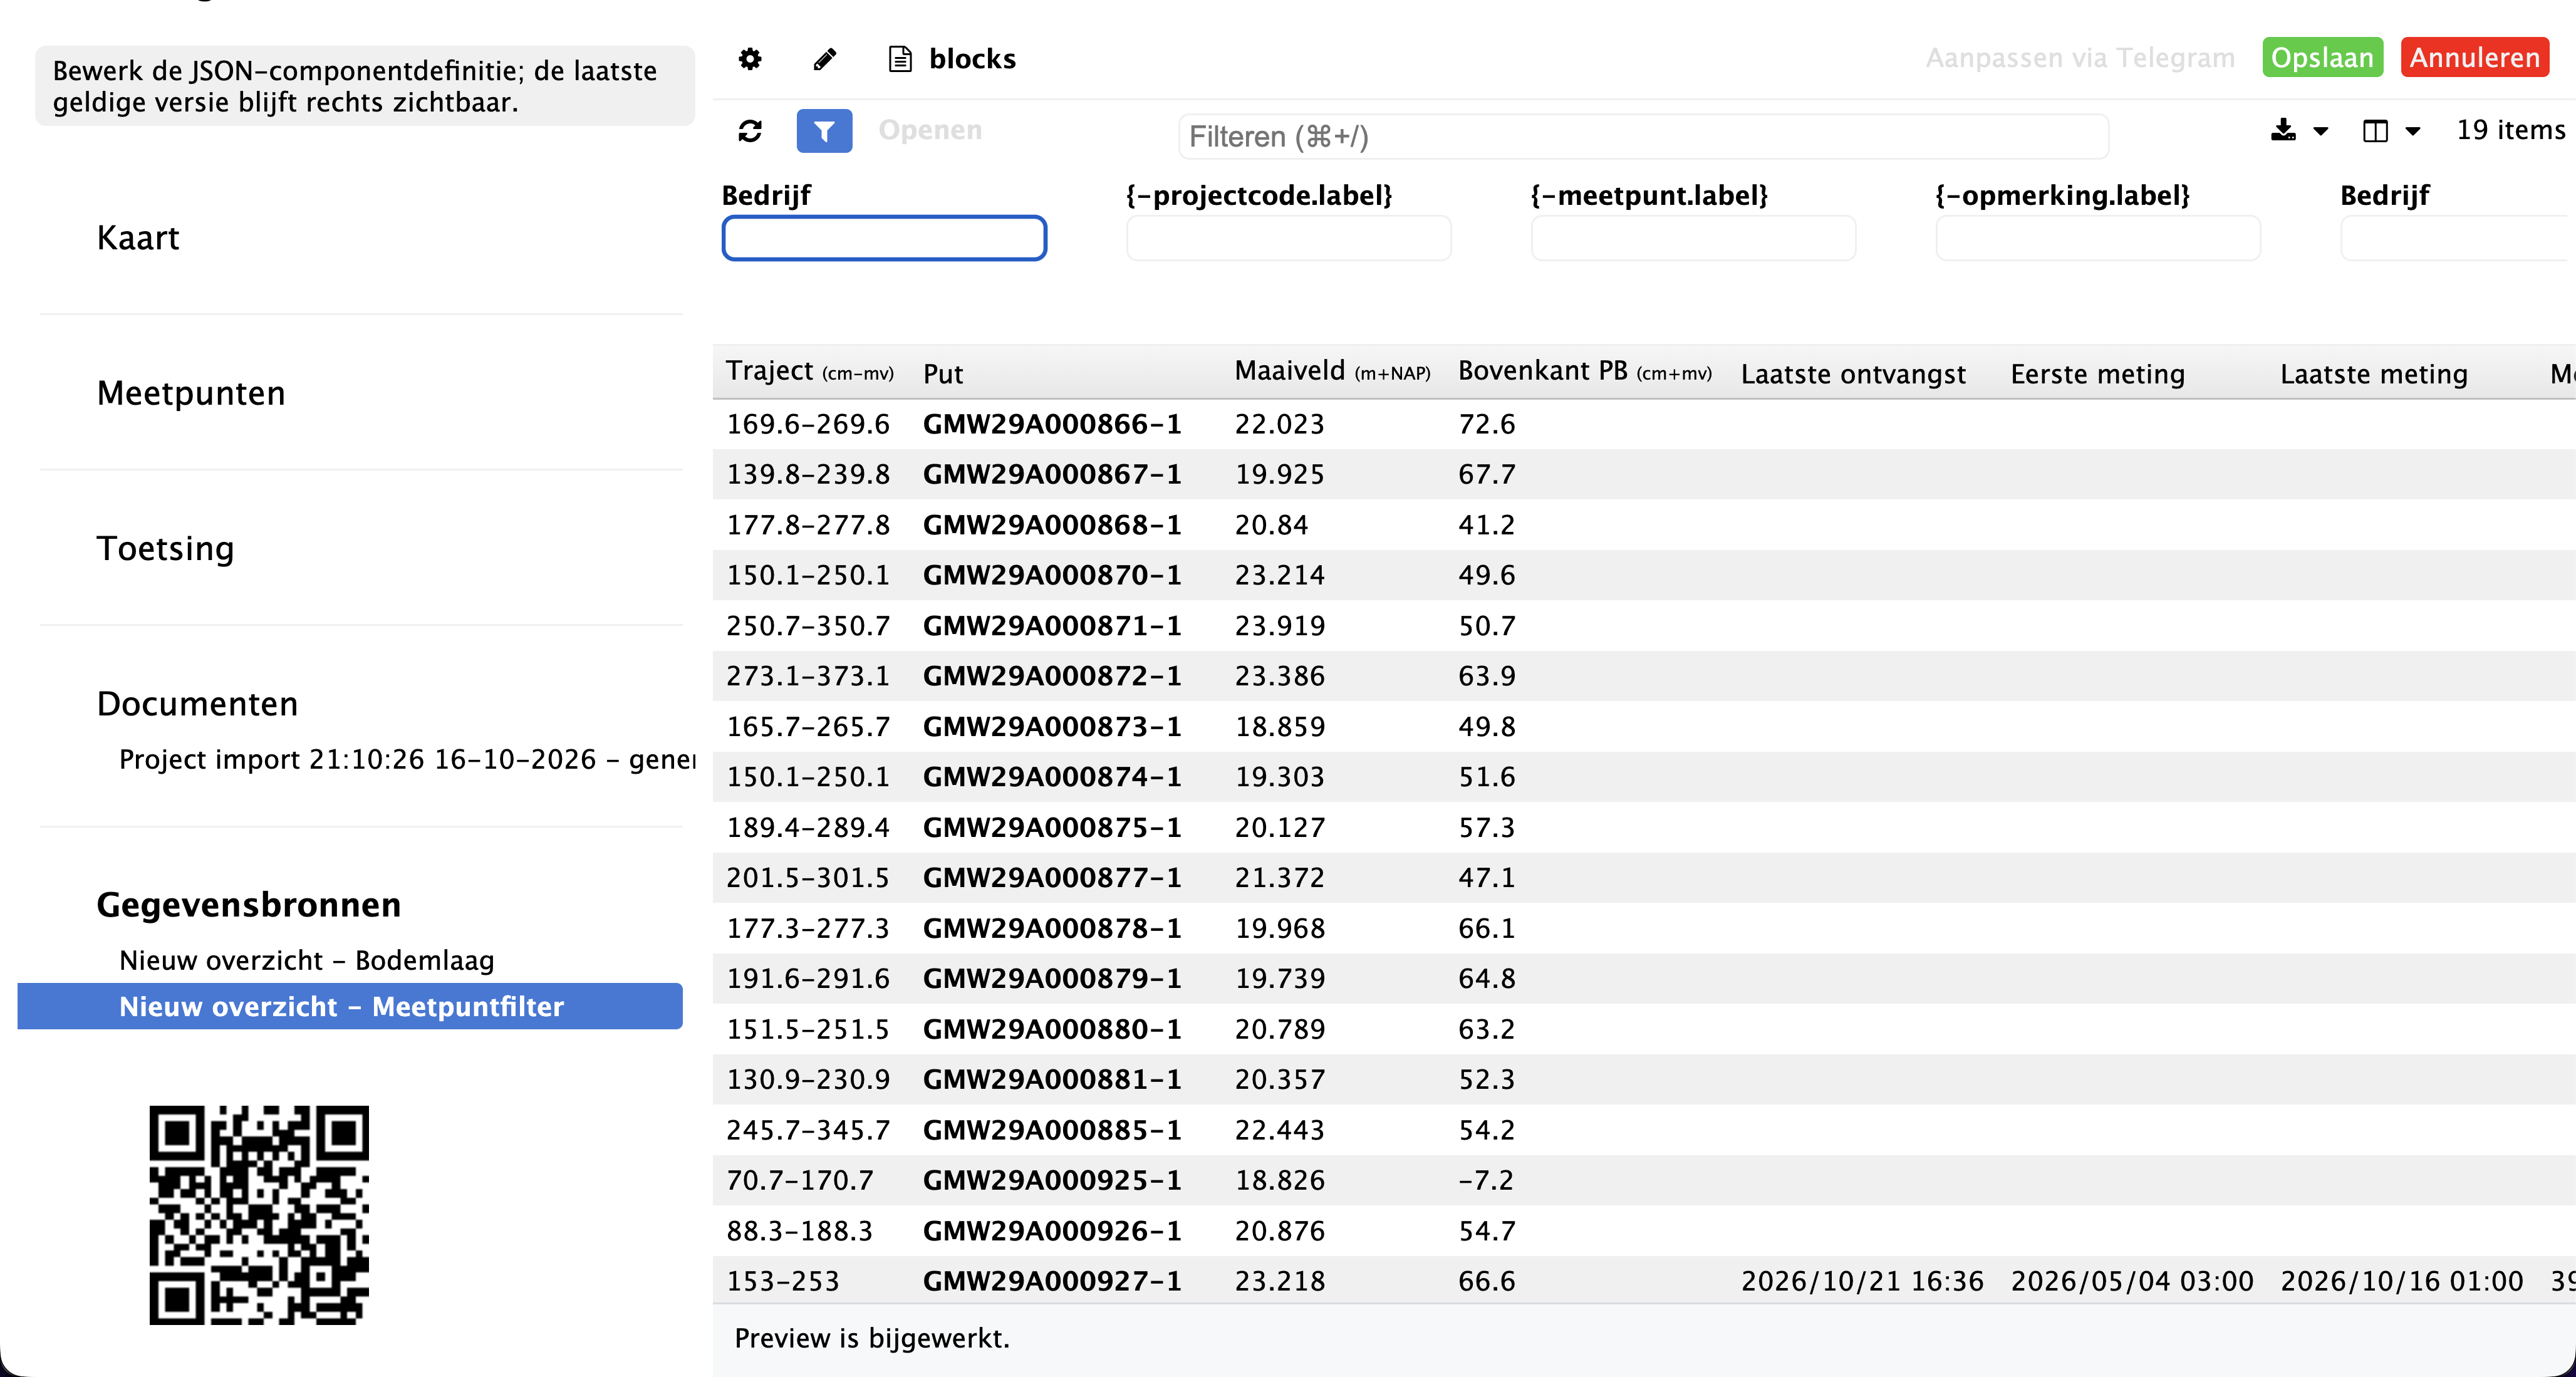 Bewerk de JSON-componentdefinitie; de laatste
geldige versie blijft rechts zichtbaar.
Kaart
Meetpunten
Toetsing
Documenten
Project import 21:10:26 16-10-2026 - gener
Gegevensbronnen
Nieuw overzicht - Bodemlaag
Nieuw overzicht - Meetpuntfilter
blocks
Aanpassen via Telegram Opslaan Annuleren
Openen Filteren (⌘+/) 19 items
Bedrijf {-projectcode.label} {-meetpunt.label} {-opmerking.label} Bedrijf
Traject (cm-mv) Put Maaiveld (m+NAP) Bovenkant PB (cm+mv) Laatste ontvangst Eerste meting Laatste meting
169.6-269.6 GMW29A000866-1 22.023 72.6
139.8-239.8 GMW29A000867-1 19.925 67.7
177.8-277.8 GMW29A000868-1 20.84 41.2
150.1-250.1 GMW29A000870-1 23.214 49.6
250.7-350.7 GMW29A000871-1 23.919 50.7
273.1-373.1 GMW29A000872-1 23.386 63.9
165.7-265.7 GMW29A000873-1 18.859 49.8
150.1-250.1 GMW29A000874-1 19.303 51.6
189.4-289.4 GMW29A000875-1 20.127 57.3
201.5-301.5 GMW29A000877-1 21.372 47.1
177.3-277.3 GMW29A000878-1 19.968 66.1
191.6-291.6 GMW29A000879-1 19.739 64.8
151.5-251.5 GMW29A000880-1 20.789 63.2
130.9-230.9 GMW29A000881-1 20.357 52.3
245.7-345.7 GMW29A000885-1 22.443 54.2
70.7-170.7 GMW29A000925-1 18.826 -7.2
88.3-188.3 GMW29A000926-1 20.876 54.7
153-253 GMW29A000927-1 23.218 66.6 2026/10/21 16:36 2026/05/04 03:00 2026/10/16 01:00
Preview is bijgewerkt.